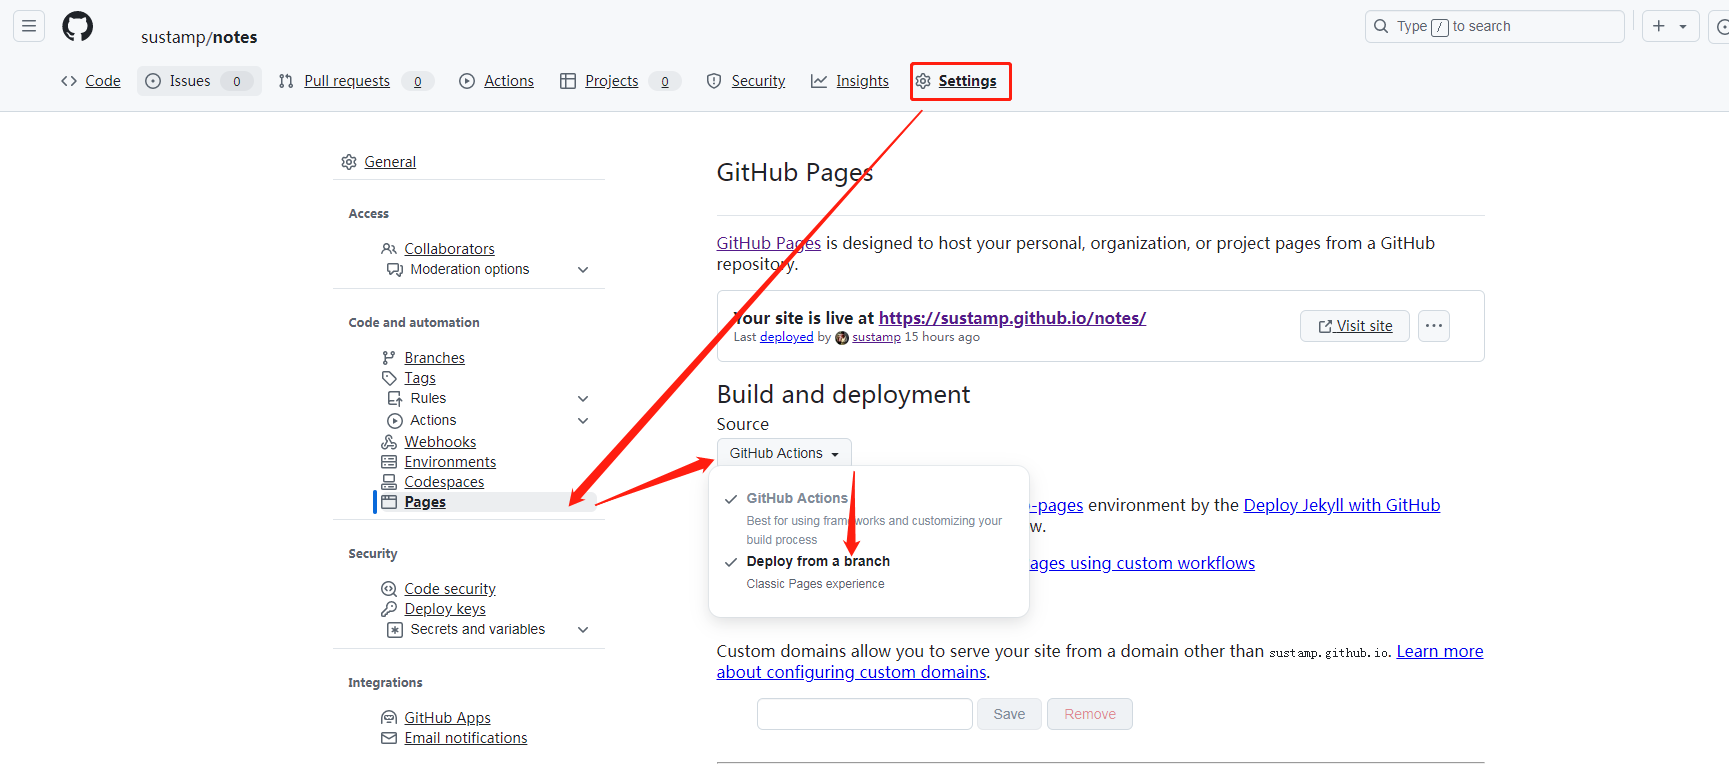 sustamp/notes
Type / to search
Code
Issues 0
Pull requests 0
Actions
Projects 0
Security
Insights
Settings
General
Access
Collaborators
Moderation options
Code and automation
Branches
Tags
Rules
Actions
Webhooks
Environments
Codespaces
Pages
Security
Code security
Deploy keys
Secrets and variables
Integrations
GitHub Apps
Email notifications
GitHub Pages
GitHub Pages is designed to host your personal, organization, or project pages from a GitHub
repository.
Your site is live at https://sustamp.github.io/notes/
Last deployed by sustamp 15 hours ago
Visit site
Build and deployment
Source
GitHub Actions
GitHub Actions
Best for using frameworks and customizing your
build process
Deploy from a branch
Classic Pages experience
-pages environment by the Deploy Jekyll with GitHub
w.
ages using custom workflows
Custom domains allow you to serve your site from a domain other than sustamp.github.io. Learn more
about configuring custom domains.
Save
Remove